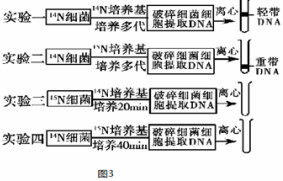 实验一 ¹⁴N细菌 ¹⁴N培养基 培养多代 破碎细菌细胞提取DNA 离心 轻带 DNA
实验二 ¹⁴N细菌 ¹⁵N培养基 培养多代 破碎菌细胞提取DNA 离心 重带 DNA
实验三 ¹⁵N细菌 ¹⁴N培养基 培养20min 破碎细菌细胞提取DNA 离心
实验四 ¹⁴N细菌 ¹⁵N培养基 培养40min 破碎细菌细胞提取DNA 离心
图3